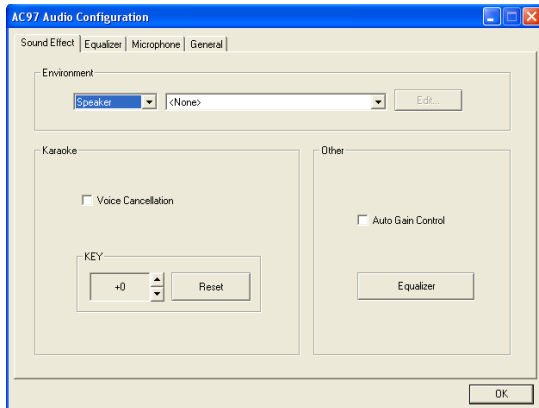 AC97 Audio Configuration
Sound Effect Equalizer Microphone General
Environment
Speaker <None> Edit...
Karaoke
Voice Cancellation
KEY
+0 Reset
Other
Auto Gain Control
Equalizer
OK